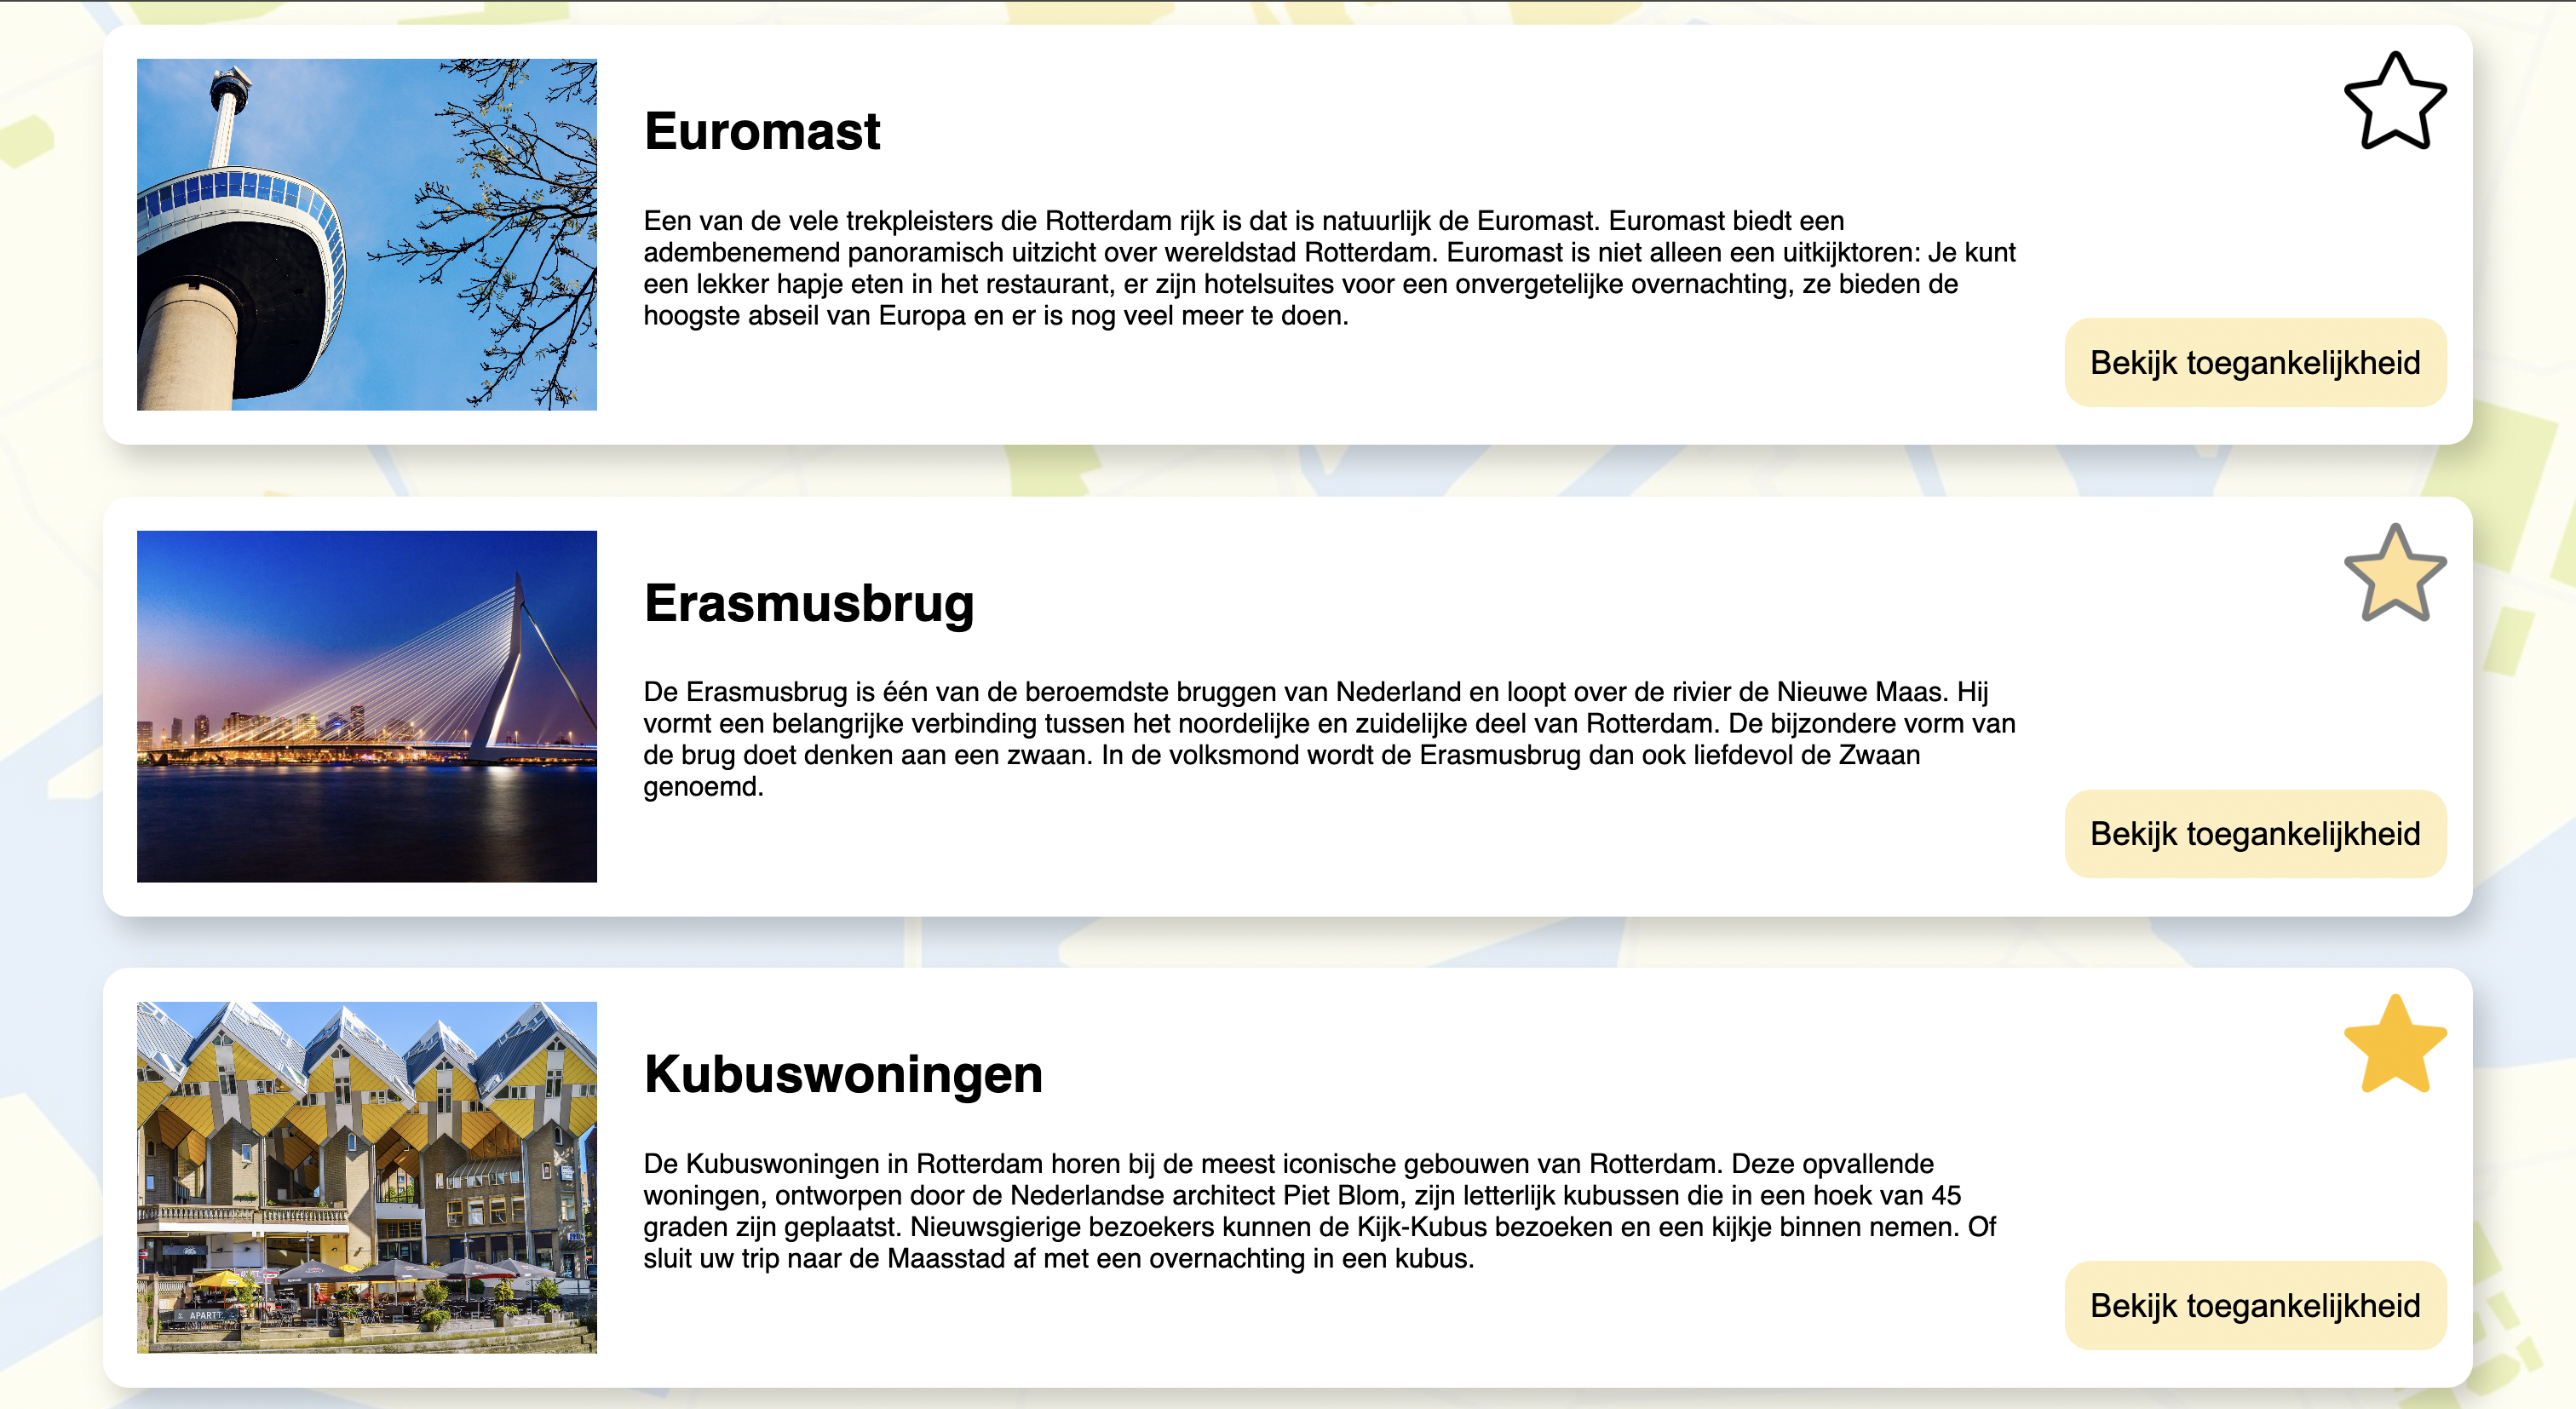 Euromast
Een van de vele trekpleisters die Rotterdam rijk is dat is natuurlijk de Euromast. Euromast biedt een
adembenemend panoramisch uitzicht over wereldstad Rotterdam. Euromast is niet alleen een uitkijktoren: Je kunt
een lekker hapje eten in het restaurant, er zijn hotelsuites voor een onvergetelijke overnachting, ze bieden de
hoogste abseil van Europa en er is nog veel meer te doen.
Bekijk toegankelijkheid
Erasmusbrug
De Erasmusbrug is één van de beroemdste bruggen van Nederland en loopt over de rivier de Nieuwe Maas. Hij
vormt een belangrijke verbinding tussen het noordelijke en zuidelijke deel van Rotterdam. De bijzondere vorm van
de brug doet denken aan een zwaan. In de volksmond wordt de Erasmusbrug dan ook liefdevol de Zwaan
genoemd.
Bekijk toegankelijkheid
Kubuswoningen
De Kubuswoningen in Rotterdam horen bij de meest iconische gebouwen van Rotterdam. Deze opvallende
woningen, ontworpen door de Nederlandse architect Piet Blom, zijn letterlijk kubussen die in een hoek van 45
graden zijn geplaatst. Nieuwsgierige bezoekers kunnen de Kijk-Kubus bezoeken en een kijkje binnen nemen. Of
sluit uw trip naar de Maasstad af met een overnachting in een kubus.
Bekijk toegankelijkheid